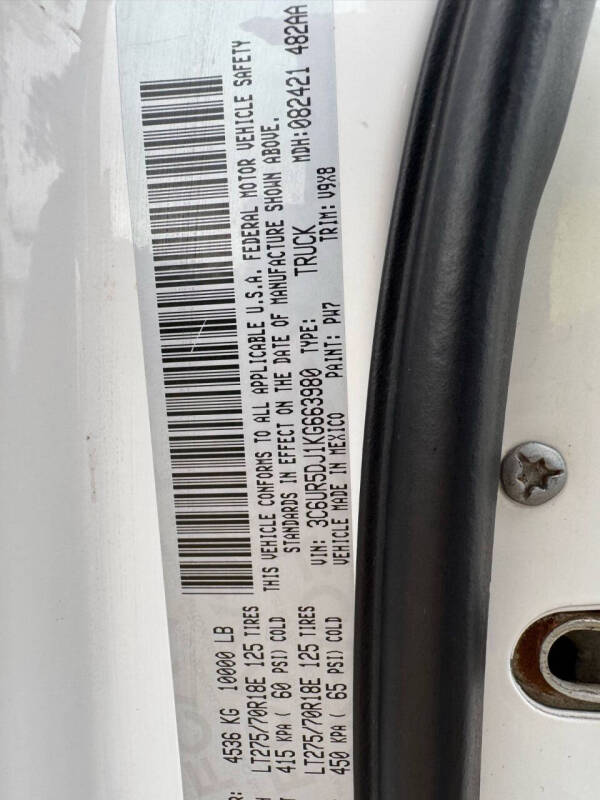 R: 4536 KG 10000 LB
LT275/70R18E 125 TIRES
415 KPA ( 60 PSI) COLD
LT275/70R18E 125 TIRES
450 KPA ( 65 PSI) COLD
THIS VEHICLE CONFORMS TO ALL APPLICABLE U.S.A. FEDERAL MOTOR VEHICLE SAFETY
STANDARDS IN EFFECT ON THE DATE OF MANUFACTURE SHOWN ABOVE.
VIN: 3C6UR5DJ1KG663980 TYPE: TRUCK MDH:082421 482AA
VEHICLE MADE IN MEXICO PAINT: PW7 TRIM: V9X8